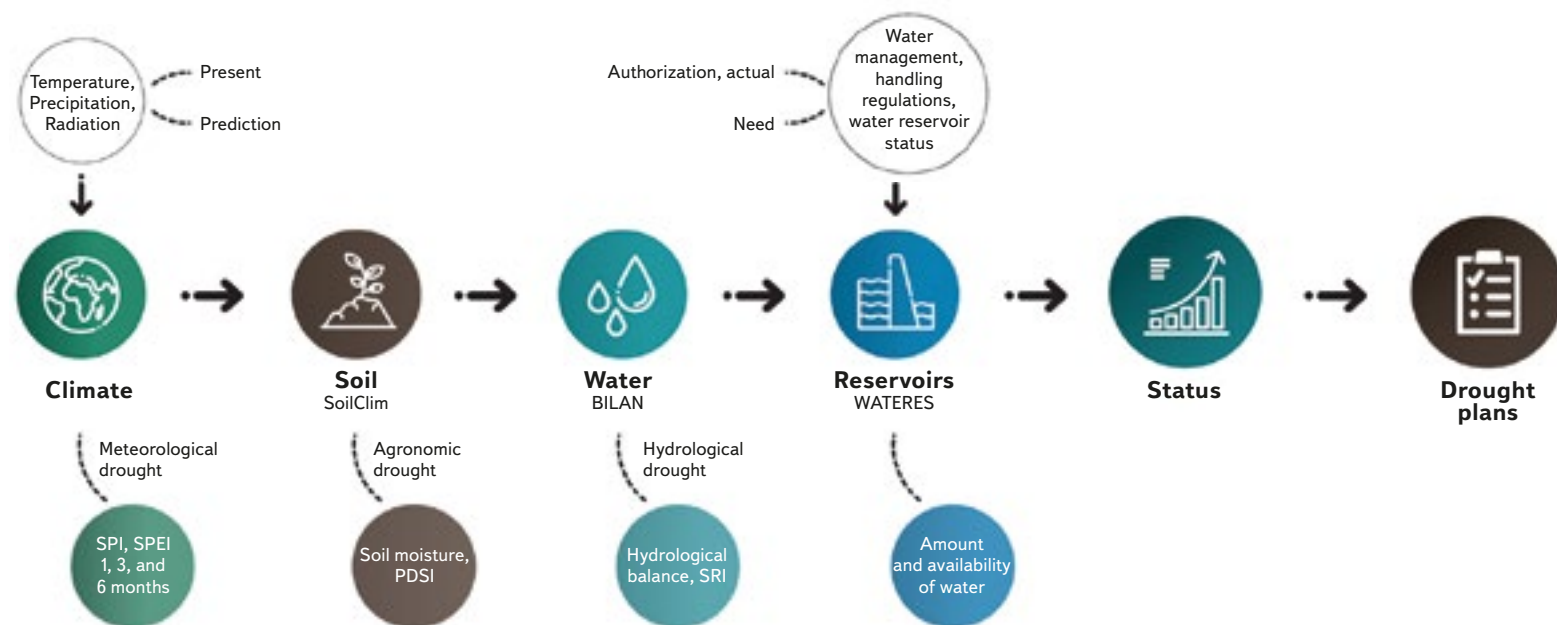 Temperature,
Precipitation,
Radiation
Present
Prediction
Authorization, actual
Need
Water
management,
handling
regulations,
water reservoir
status
Climate
Soil
SoilClim
Water
BILAN
Reservoirs
WATERES
Status
Drought
plans
Meteorological
drought
Agronomic
drought
Hydrological
drought
SPI, SPEI
1, 3, and
6 months
Soil moisture,
PDSI
Hydrological
balance, SRI
Amount
and availability
of water